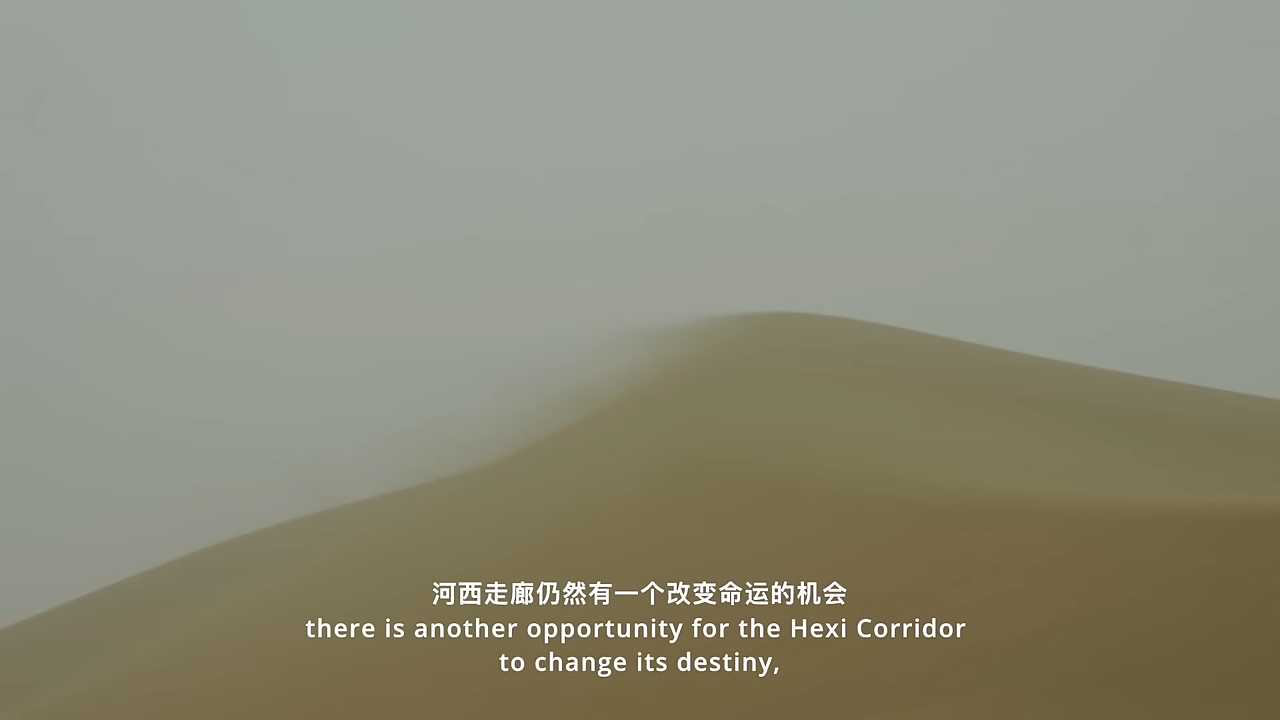 河西走廊仍然有一个改变命运的机会
there is another opportunity for the Hexi Corridor
to change its destiny,